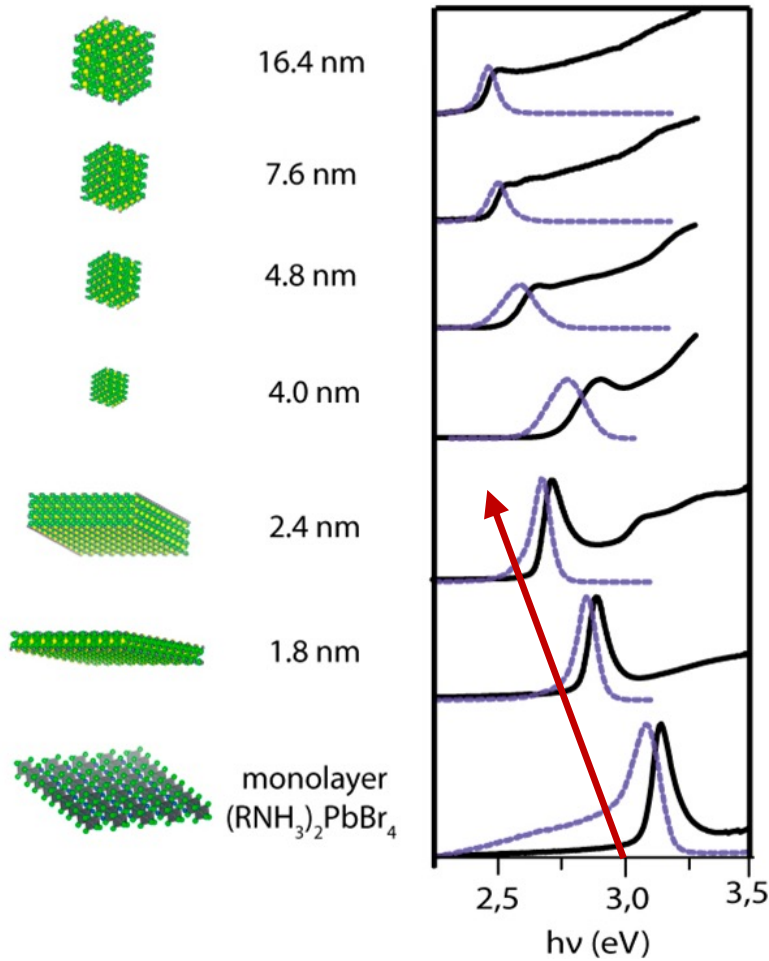 16.4 nm
7.6 nm
4.8 nm
4.0 nm
2.4 nm
1.8 nm
monolayer
(RNH₃)₂PbBr₄
2,5 3,0 3,5
hν (eV)